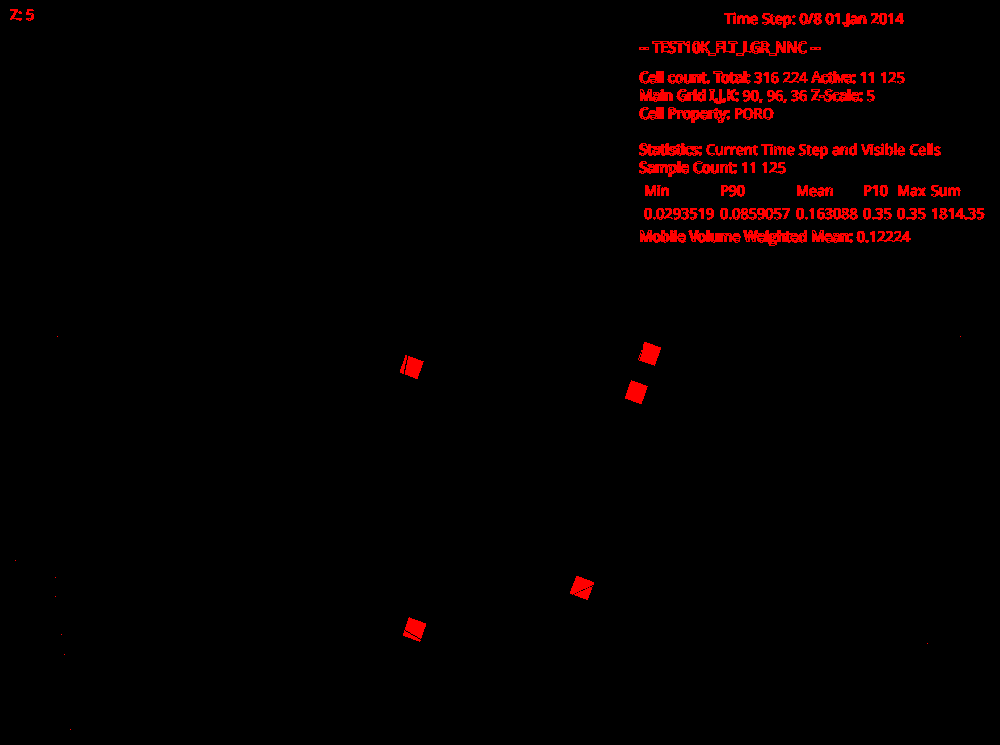 Z: 5
Time Step: 0/8 01.Jan 2014
-- TEST10K_FLT_LGR_NNC --
Cell count. Total: 316 224 Active: 11 125
Main Grid I,J,K: 90, 96, 36 Z-Scale: 5
Cell Property: PORO
Statistics: Current Time Step and Visible Cells
Sample Count: 11 125
Min P90 Mean P10 Max Sum
0.0293519 0.0859057 0.163088 0.35 0.35 1814.35
Mobile Volume Weighted Mean: 0.12224